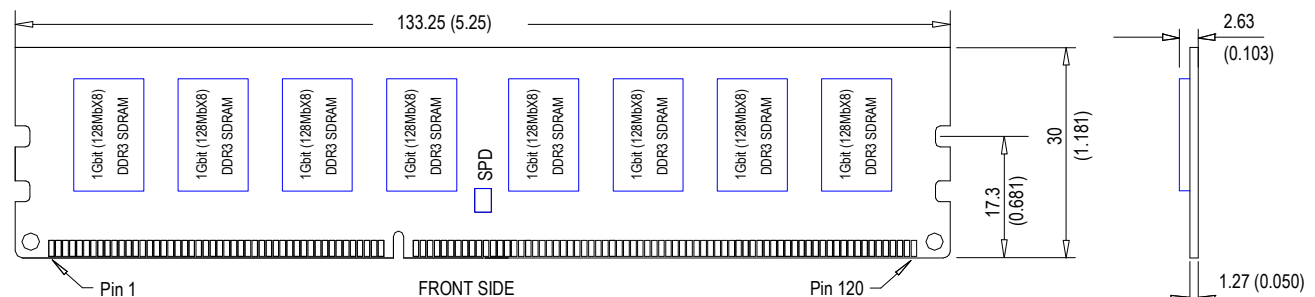 133.25 (5.25)
2.63
(0.103)
1Gbit (128MbX8)
DDR3 SDRAM
1Gbit (128MbX8)
DDR3 SDRAM
1Gbit (128MbX8)
DDR3 SDRAM
1Gbit (128MbX8)
DDR3 SDRAM
SPD
1Gbit (128MbX8)
DDR3 SDRAM
1Gbit (128MbX8)
DDR3 SDRAM
1Gbit (128MbX8)
DDR3 SDRAM
1Gbit (128MbX8)
DDR3 SDRAM
17.3
(0.681)
30
(1.181)
Pin 1
FRONT SIDE
Pin 120
1.27 (0.050)